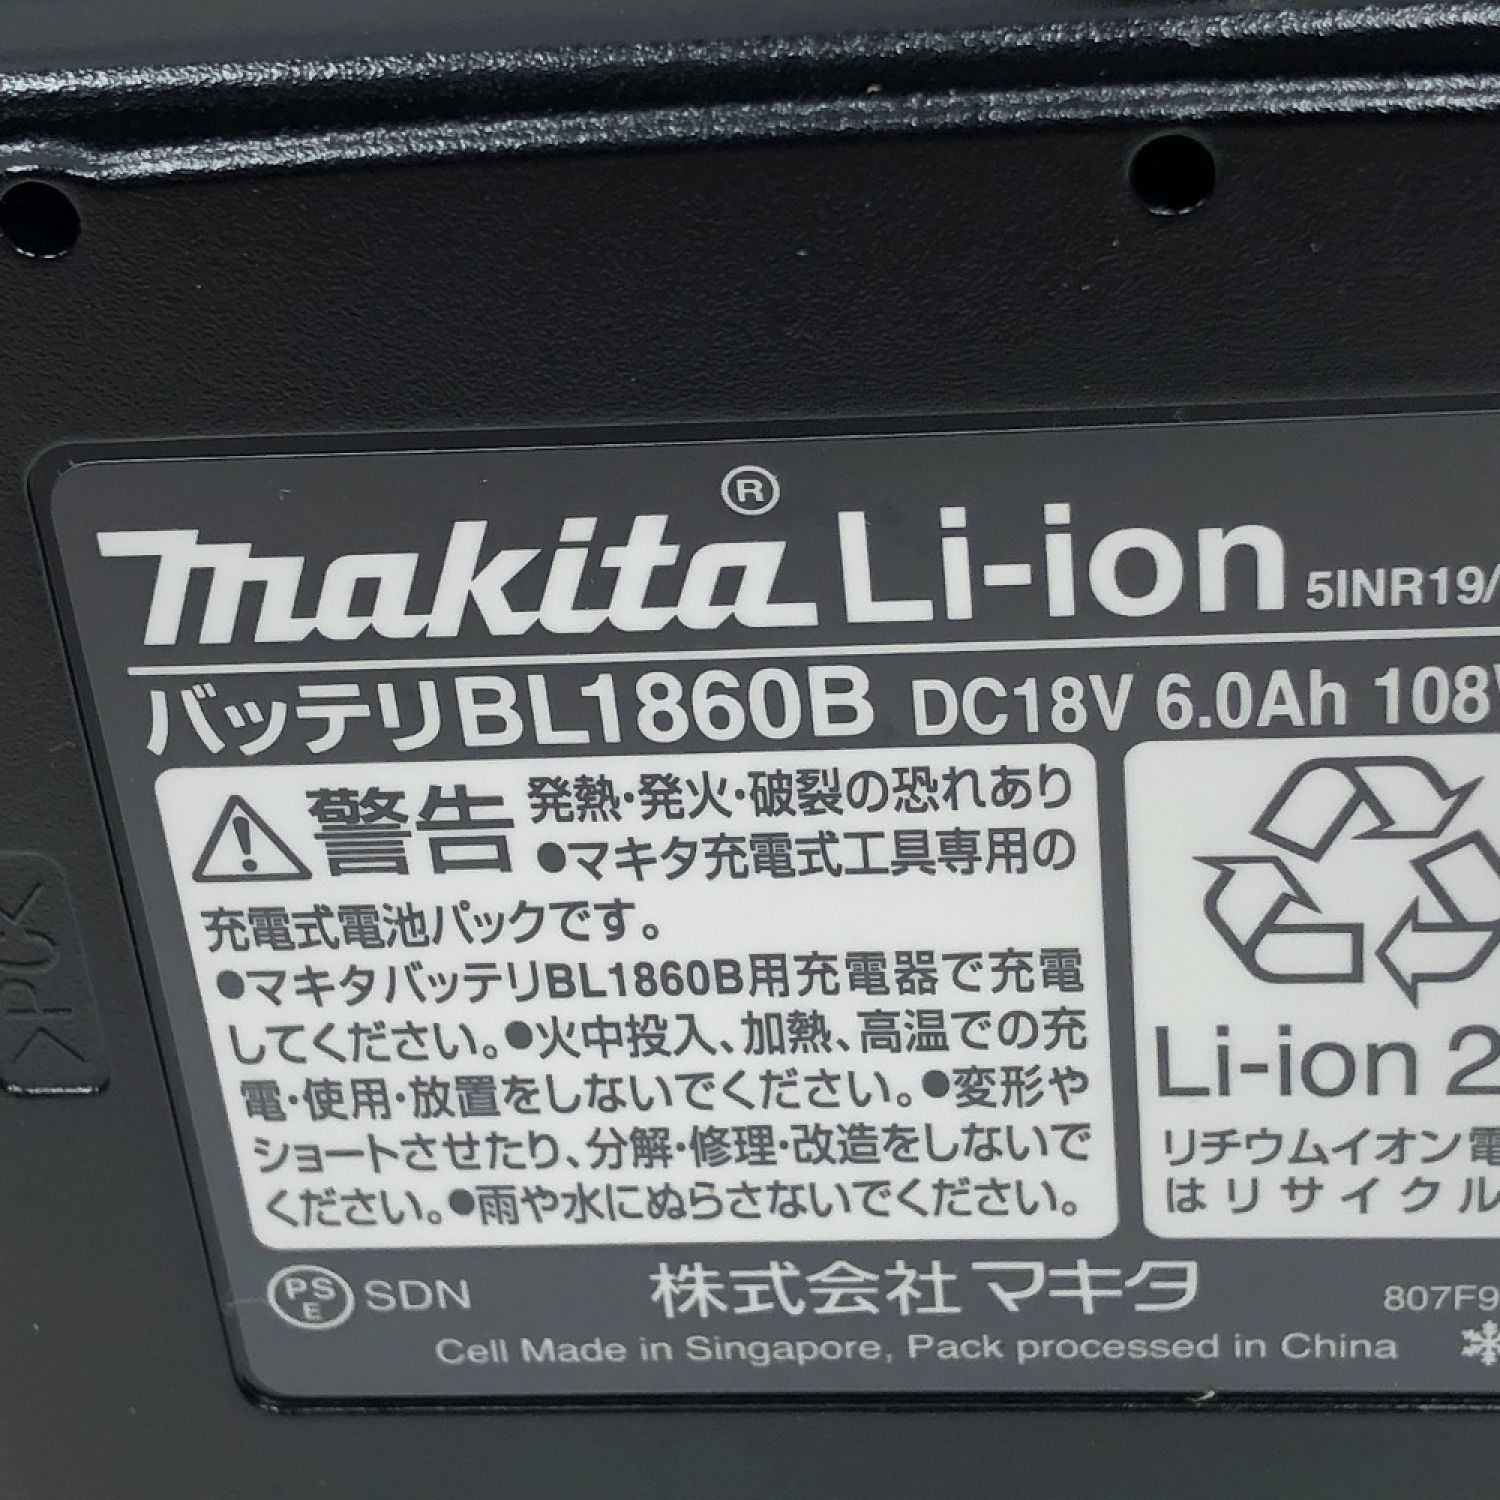 makita® Li-ion 5INR19/
バッテリBL1860B DC18V 6.0Ah 108
警告 発熱・発火・破裂の恐れあり
●マキタ充電式工具専用の
充電式電池パックです。
●マキタバッテリBL1860B用充電器で充電
してください。●火中投入、加熱、高温での充
電・使用・放置をしないでください。●変形や
ショートさせたり、分解・修理・改造をしないで
ください。●雨や水にぬらさないでください。
Li-ion 2
リチウムイオン電
はリサイクル
PSE SDN
株式会社マキタ
807F9
Cell Made in Singapore, Pack processed in China